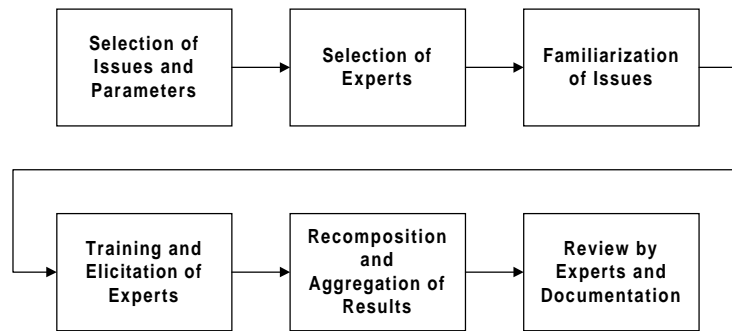 Selection of
Issues and
Parameters
Selection of
Experts
Familiarization
of Issues
Training and
Elicitation of
Experts
Recomposition
and
Aggregation of
Results
Review by
Experts and
Documentation